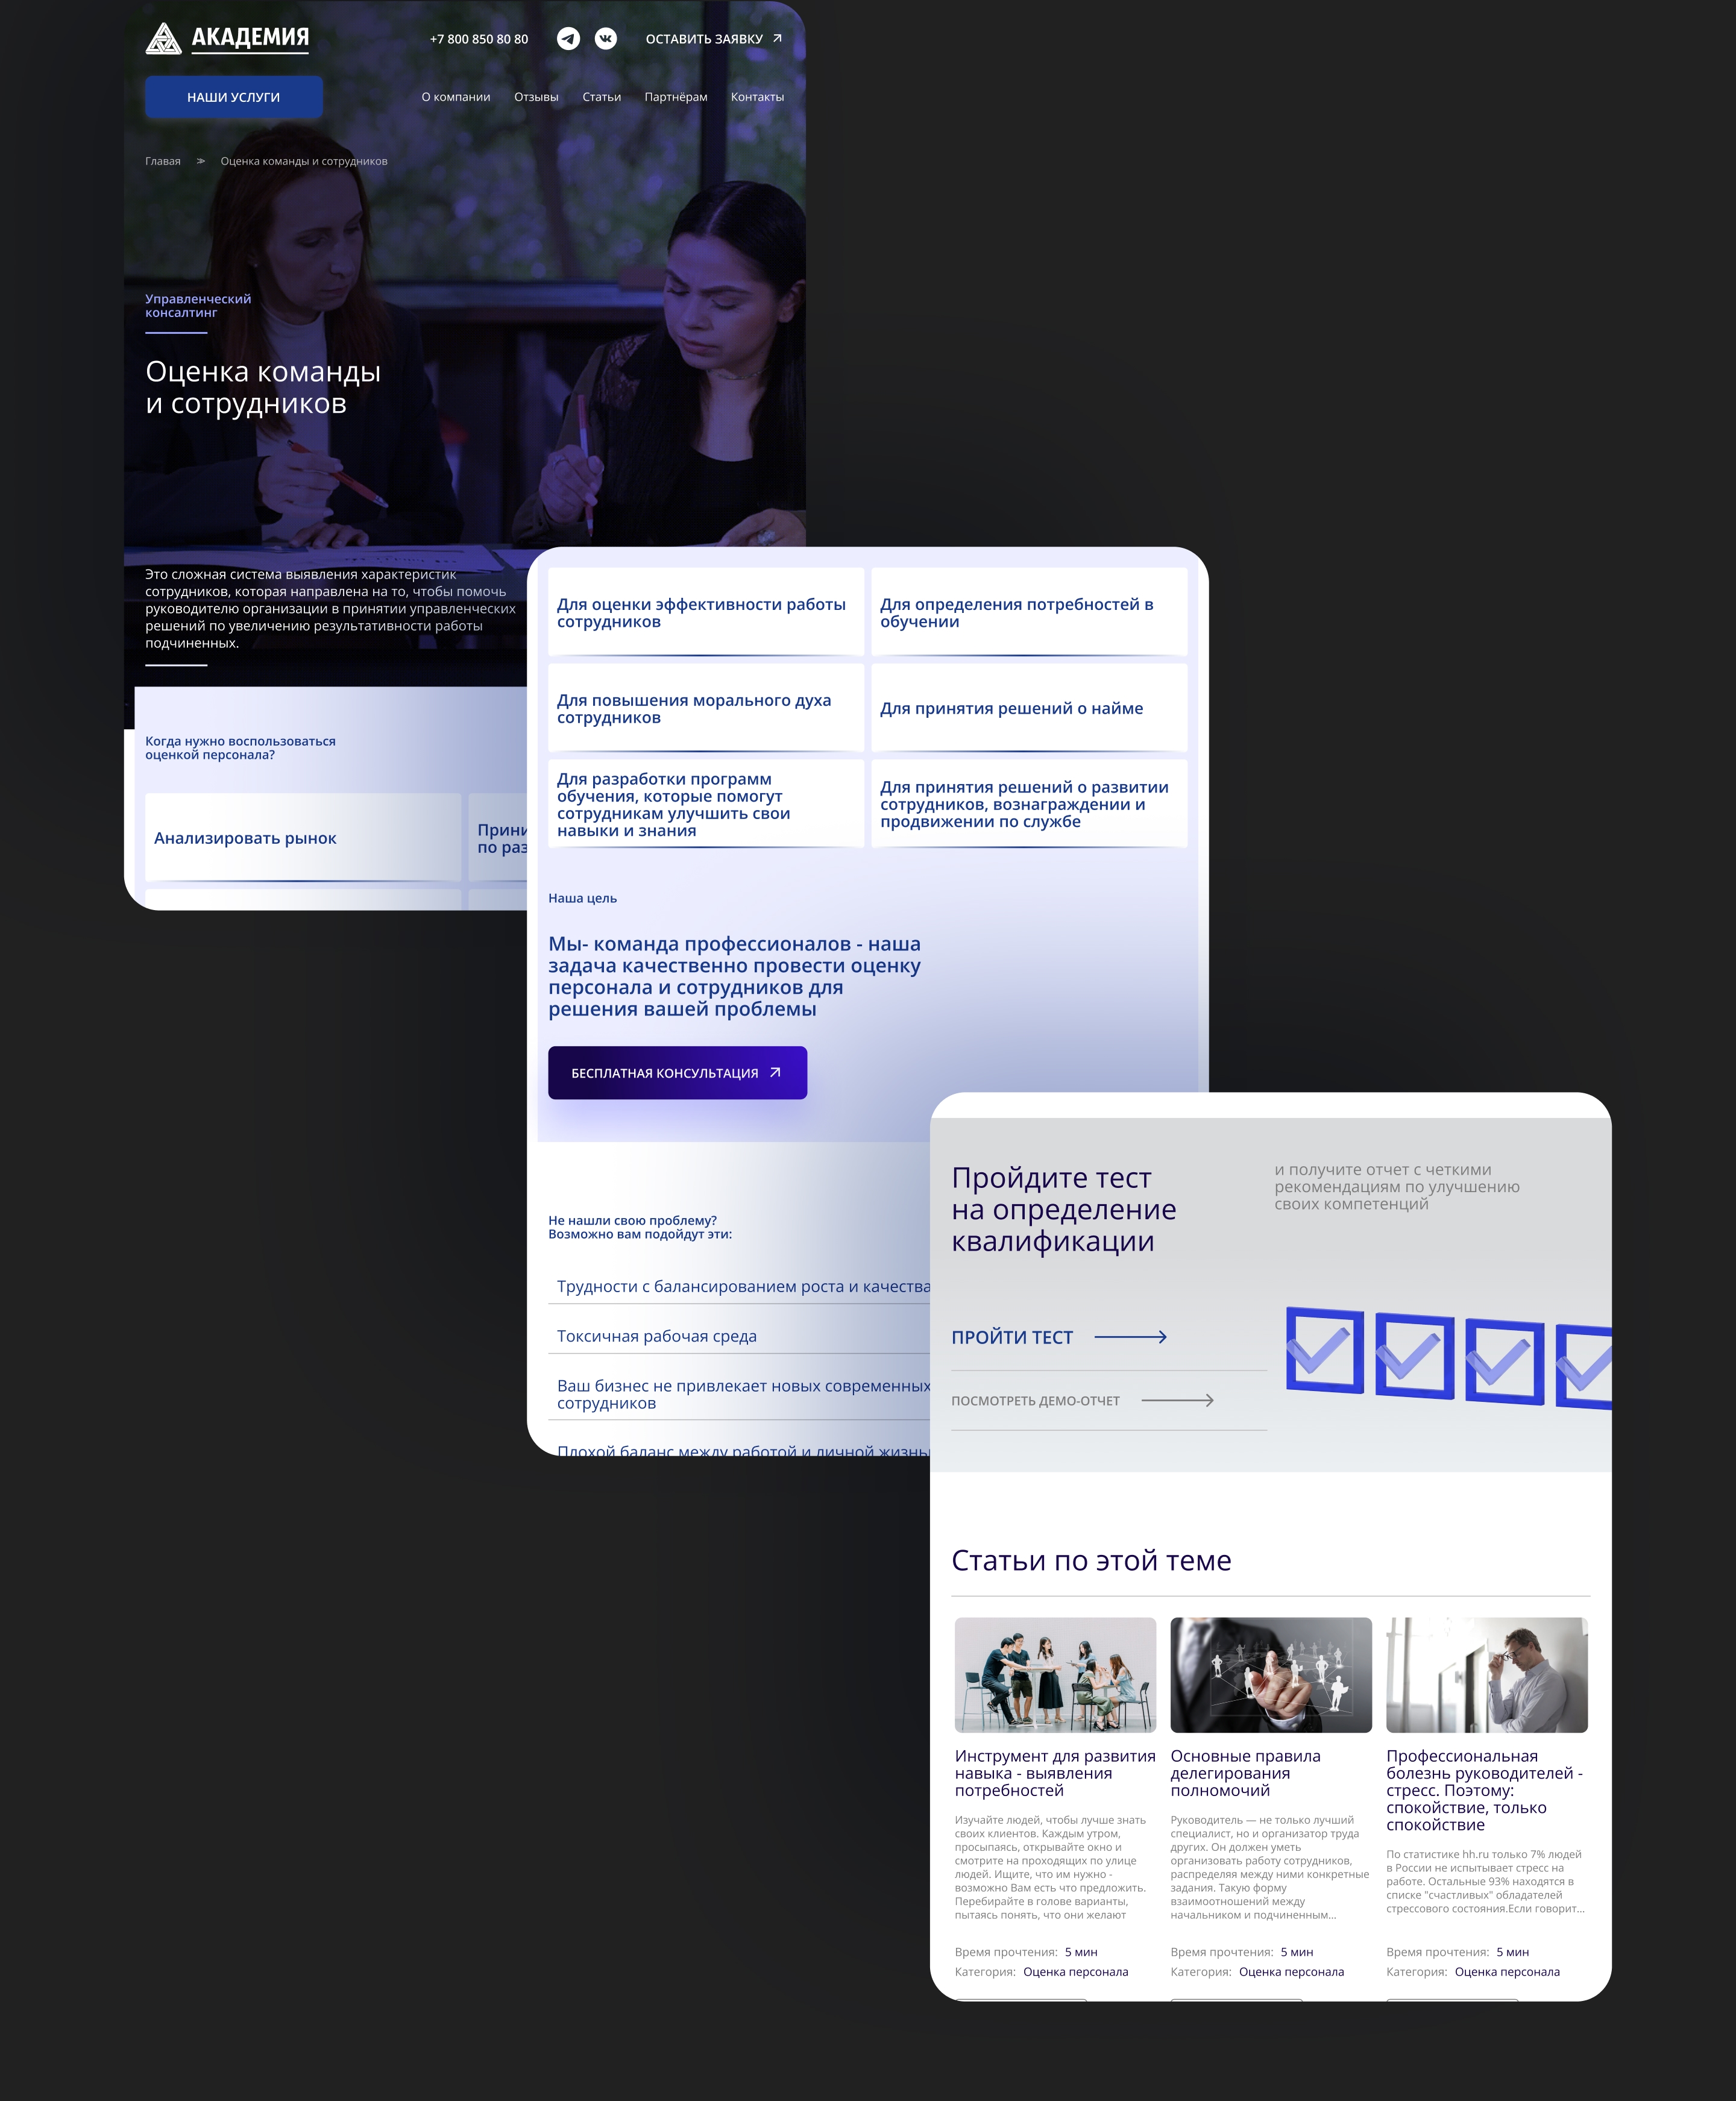 АКАДЕМИЯ
+7 800 850 80 80
ОСТАВИТЬ ЗАЯВКУ
НАШИ УСЛУГИ
О компании
Отзывы
Статьи
Партнёрам
Контакты
Главая
Оценка команды и сотрудников
Управленческий
консалтинг
Оценка команды
и сотрудников
Это сложная система выявления характеристик
сотрудников, которая направлена на то, чтобы помочь
руководителю организации в принятии управленческих
решений по увеличению результативности работы
подчиненных.
Когда нужно воспользоваться
оценкой персонала?
Анализировать рынок
по
Для оценки эффективности работы
сотрудников
Для определения потребностей в
обучении
Для повышения морального духа
сотрудников
Для принятия решений о найме
Для разработки программ
обучения, которые помогут
сотрудникам улучшить свои
навыки и знания
Для принятия решений о развитии
сотрудников, вознаграждении и
продвижении по службе
Наша цель
Мы- команда профессионалов - наша
задача качественно провести оценку
персонала и сотрудников для
решения вашей проблемы
БЕСПЛАТНАЯ КОНСУЛЬТАЦИЯ
Не нашли свою проблему?
Возможно вам подойдут эти:
Трудности с балансированием роста и качества
Токсичная рабочая среда
Ваш бизнес не привлекает новых современных
сотрудников
Плохой баланс между работой и личной жизнью
Пройдите тест
на определение
квалификации
и получите отчет с четкими
рекомендациям по улучшению
своих компетенций
ПРОЙТИ ТЕСТ
ПОСМОТРЕТЬ ДЕМО-ОТЧЕТ
Статьи по этой теме
Инструмент для развития
навыка - выявления
потребностей
Изучайте людей, чтобы лучше знать
своих клиентов. Каждым утром,
просыпаясь, открывайте окно и
смотрите на проходящих по улице
людей. Ищите, что им нужно -
возможно Вам есть что предложить.
Перебирайте в голове варианты,
пытаясь понять, что они желают
Время прочтения: 5 мин
Категория: Оценка персонала
Основные правила
делегирования
полномочий
Руководитель — не только лучший
специалист, но и организатор труда
других. Он должен уметь
организовать работу сотрудников,
распределяя между ними конкретные
задания. Такую форму
взаимоотношений между
начальником и подчиненным...
Время прочтения: 5 мин
Категория: Оценка персонала
Профессиональная
болезнь руководителей -
стресс. Поэтому:
спокойствие, только
спокойствие
По статистике hh.ru только 7% людей
в России не испытывает стресс на
работе. Остальные 93% находятся в
списке "счастливых" обладателей
стрессового состояния.Если говорит...
Время прочтения: 5 мин
Категория: Оценка персонала